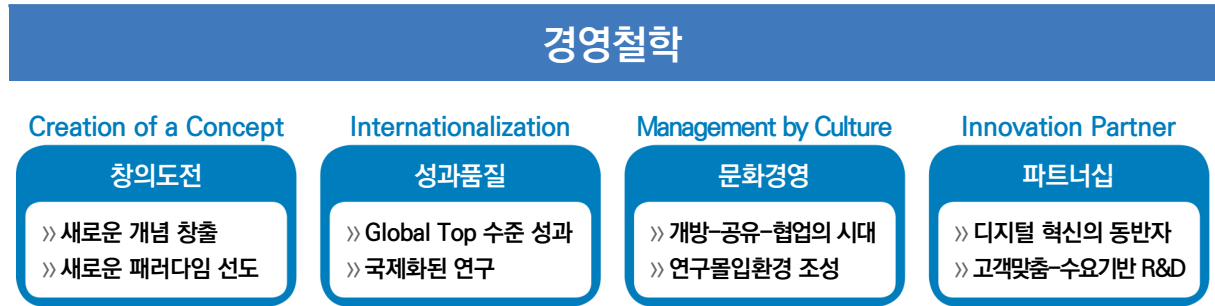 경영철학
Creation of a Concept
창의도전
》새로운 개념 창출
》새로운 패러다임 선도
Internationalization
성과품질
》Global Top 수준 성과
》국제화된 연구
Management by Culture
문화경영
》개방-공유-협업의 시대
》연구몰입환경 조성
Innovation Partner
파트너십
》디지털 혁신의 동반자
》고객맞춤-수요기반 R&D